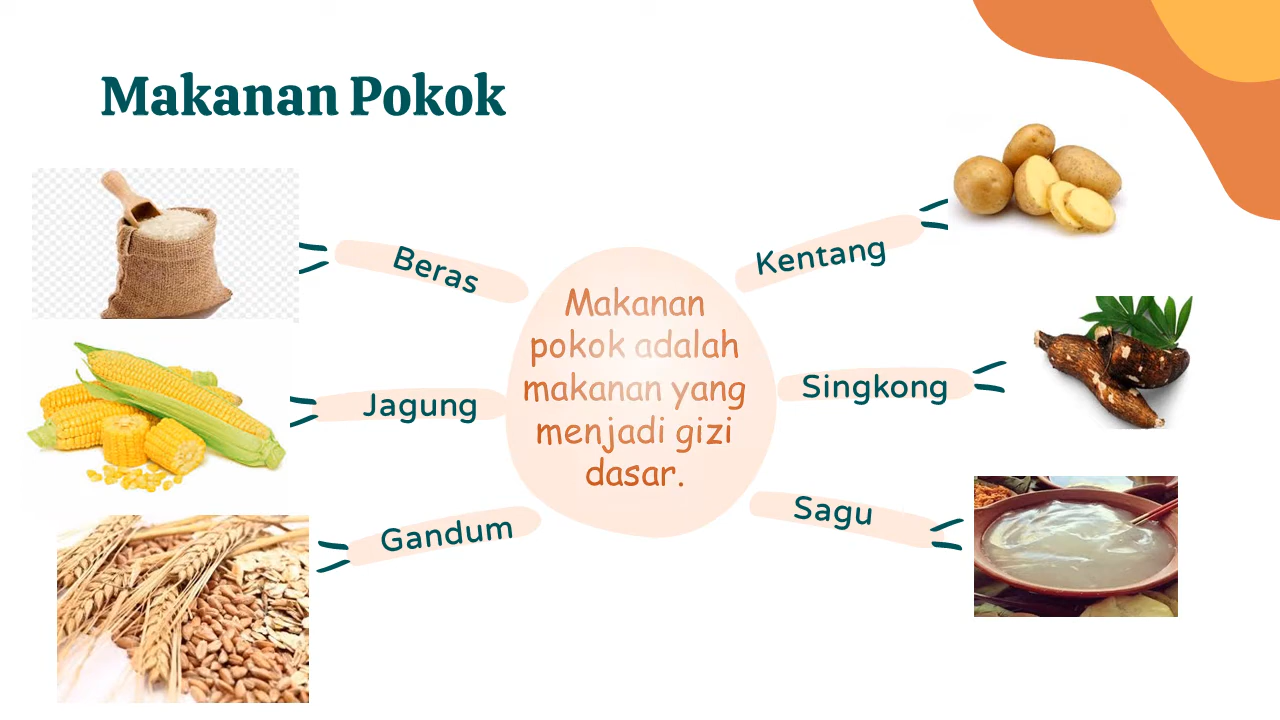 Makanan Pokok
Beras
Jagung
Gandum
Makanan
pokok adalah
makanan yang
menjadi gizi
dasar.
Kentang
Singkong
Sagu